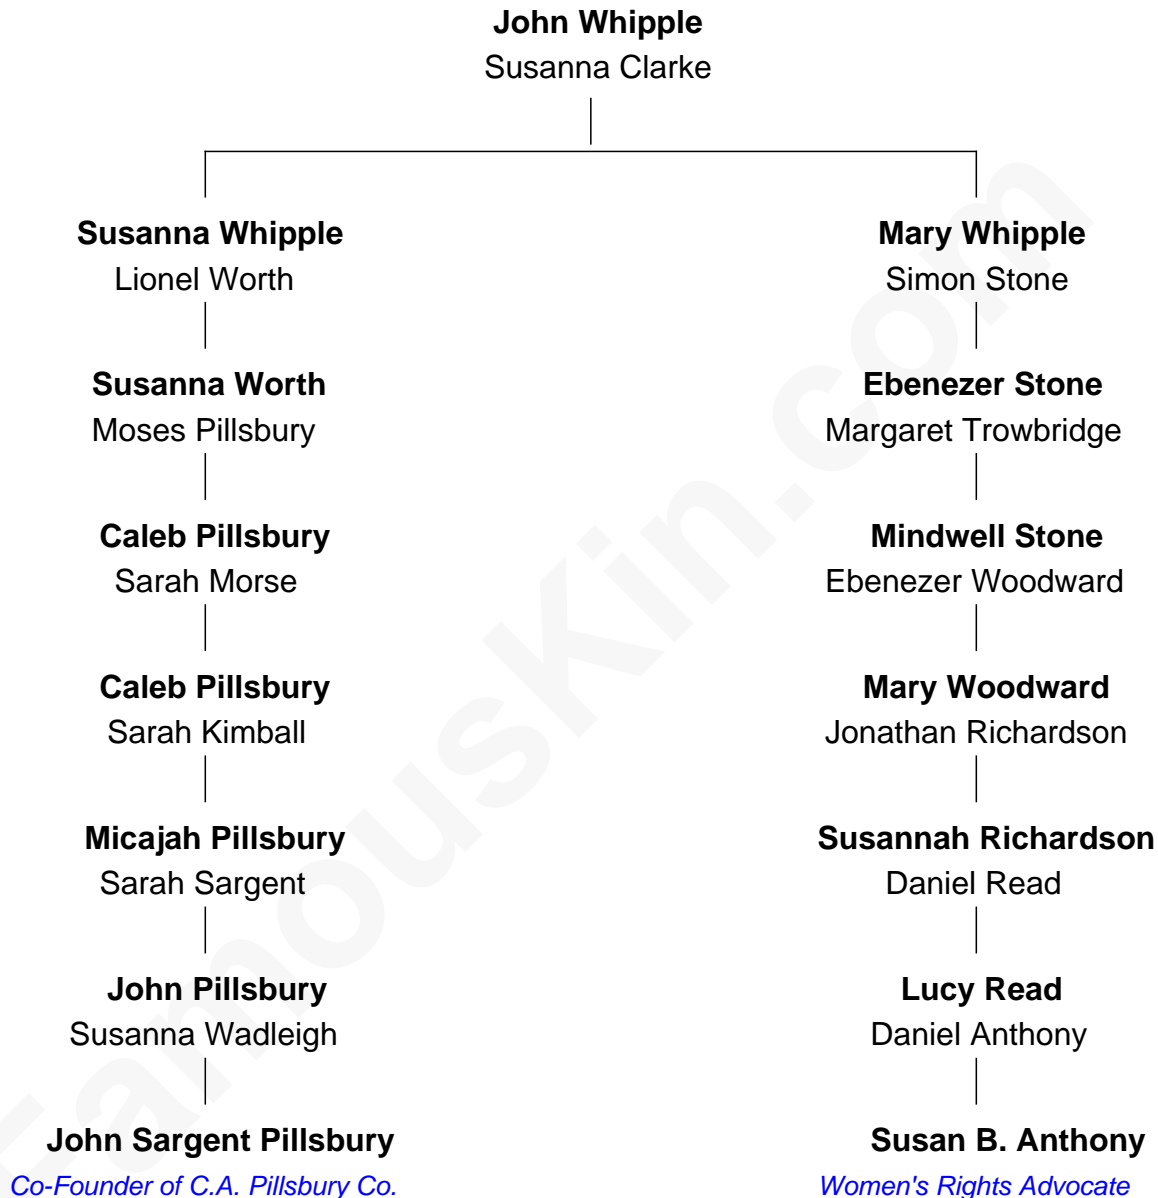 John Whipple
Susanna Clarke
Susanna Whipple
Lionel Worth
Mary Whipple
Simon Stone
Susanna Worth
Moses Pillsbury
Ebenezer Stone
Margaret Trowbridge
Caleb Pillsbury
Sarah Morse
Mindwell Stone
Ebenezer Woodward
Caleb Pillsbury
Sarah Kimball
Mary Woodward
Jonathan Richardson
Micajah Pillsbury
Sarah Sargent
Susannah Richardson
Daniel Read
John Pillsbury
Susanna Wadleigh
Lucy Read
Daniel Anthony
John Sargent Pillsbury
Co-Founder of C.A. Pillsbury Co.
Susan B. Anthony
Women's Rights Advocate
FamousKin.com